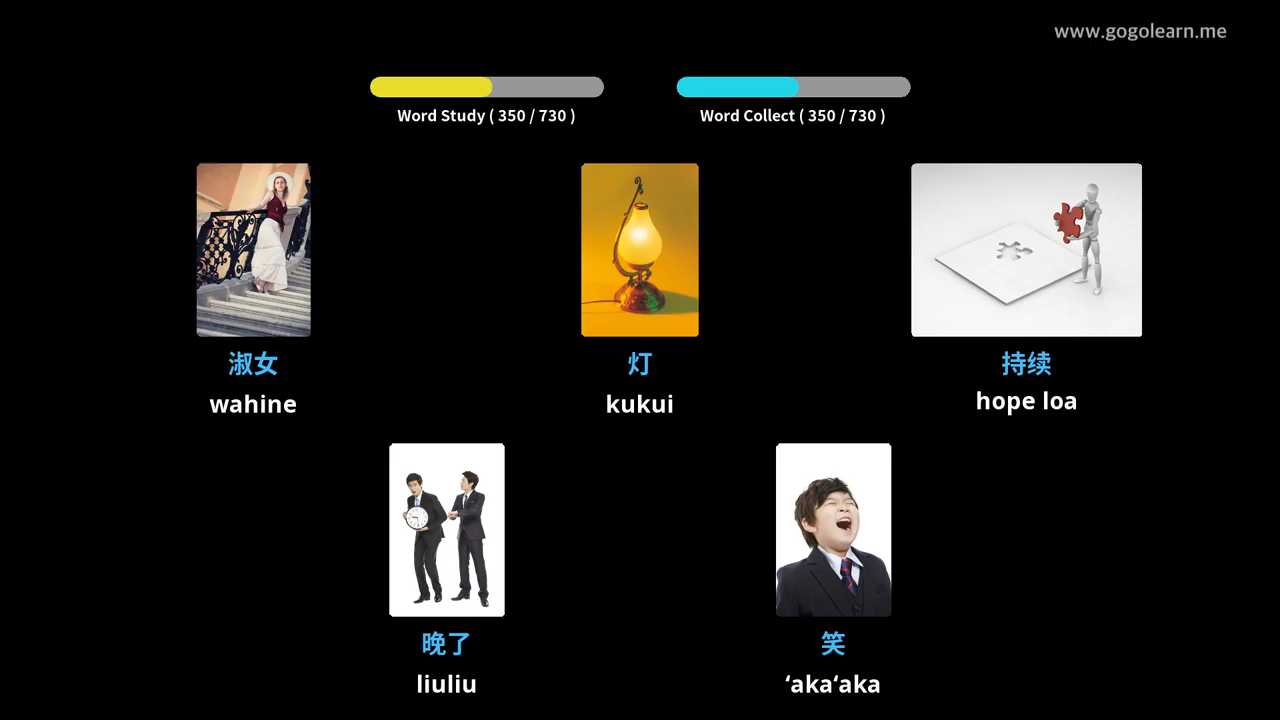 www.gogolearn.me
Word Study ( 350 / 730 )
Word Collect ( 350 / 730 )
淑女
wahine
灯
kukui
持续
hope loa
晚了
liuliu
笑
ʻakaʻaka